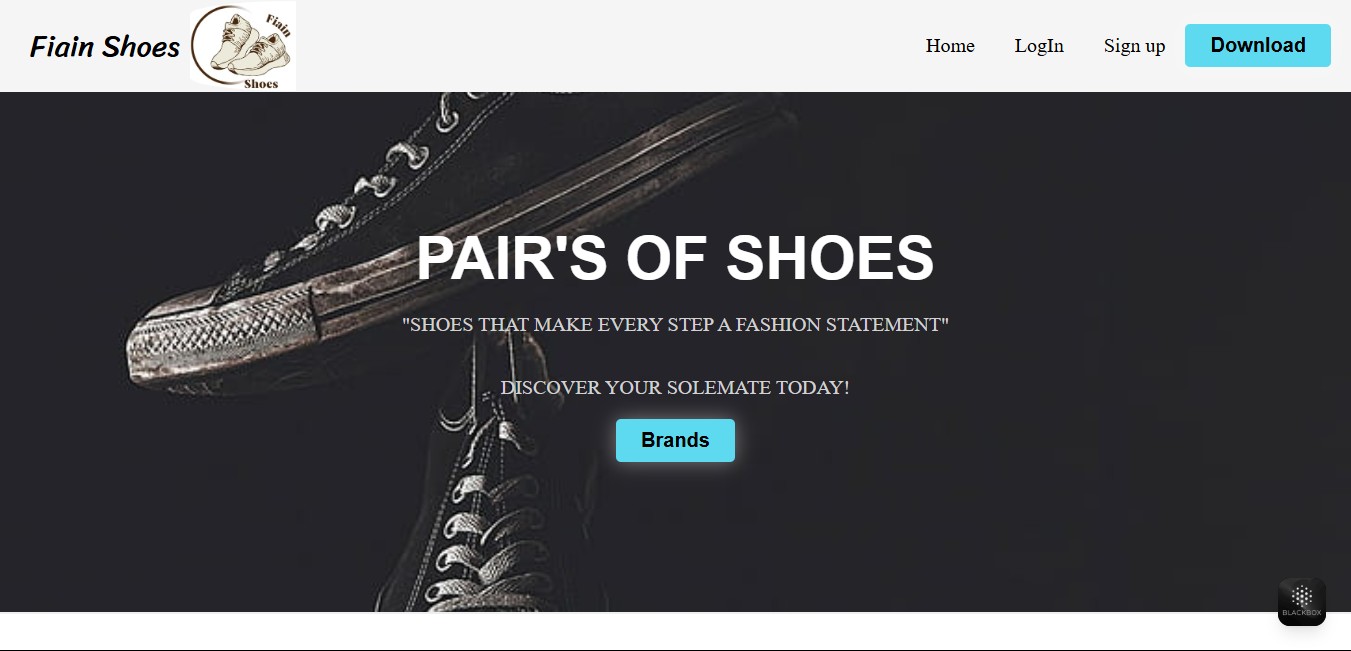 Fiain Shoes
Fiain
Shoes
Home
LogIn
Sign up
Download
PAIR'S OF SHOES
"SHOES THAT MAKE EVERY STEP A FASHION STATEMENT"
DISCOVER YOUR SOLEMATE TODAY!
Brands
BLACKBOX